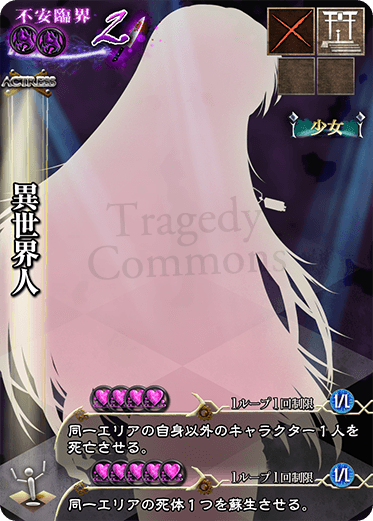 不安臨界
2
ACTRESS
少女
異世界人
Tragedy
Commons
1ループ1回制限
1/L
同一エリアの自身以外のキャラクター1人を
死亡させる。
1ループ1回制限
1/L
同一エリアの死体1つを蘇生させる。